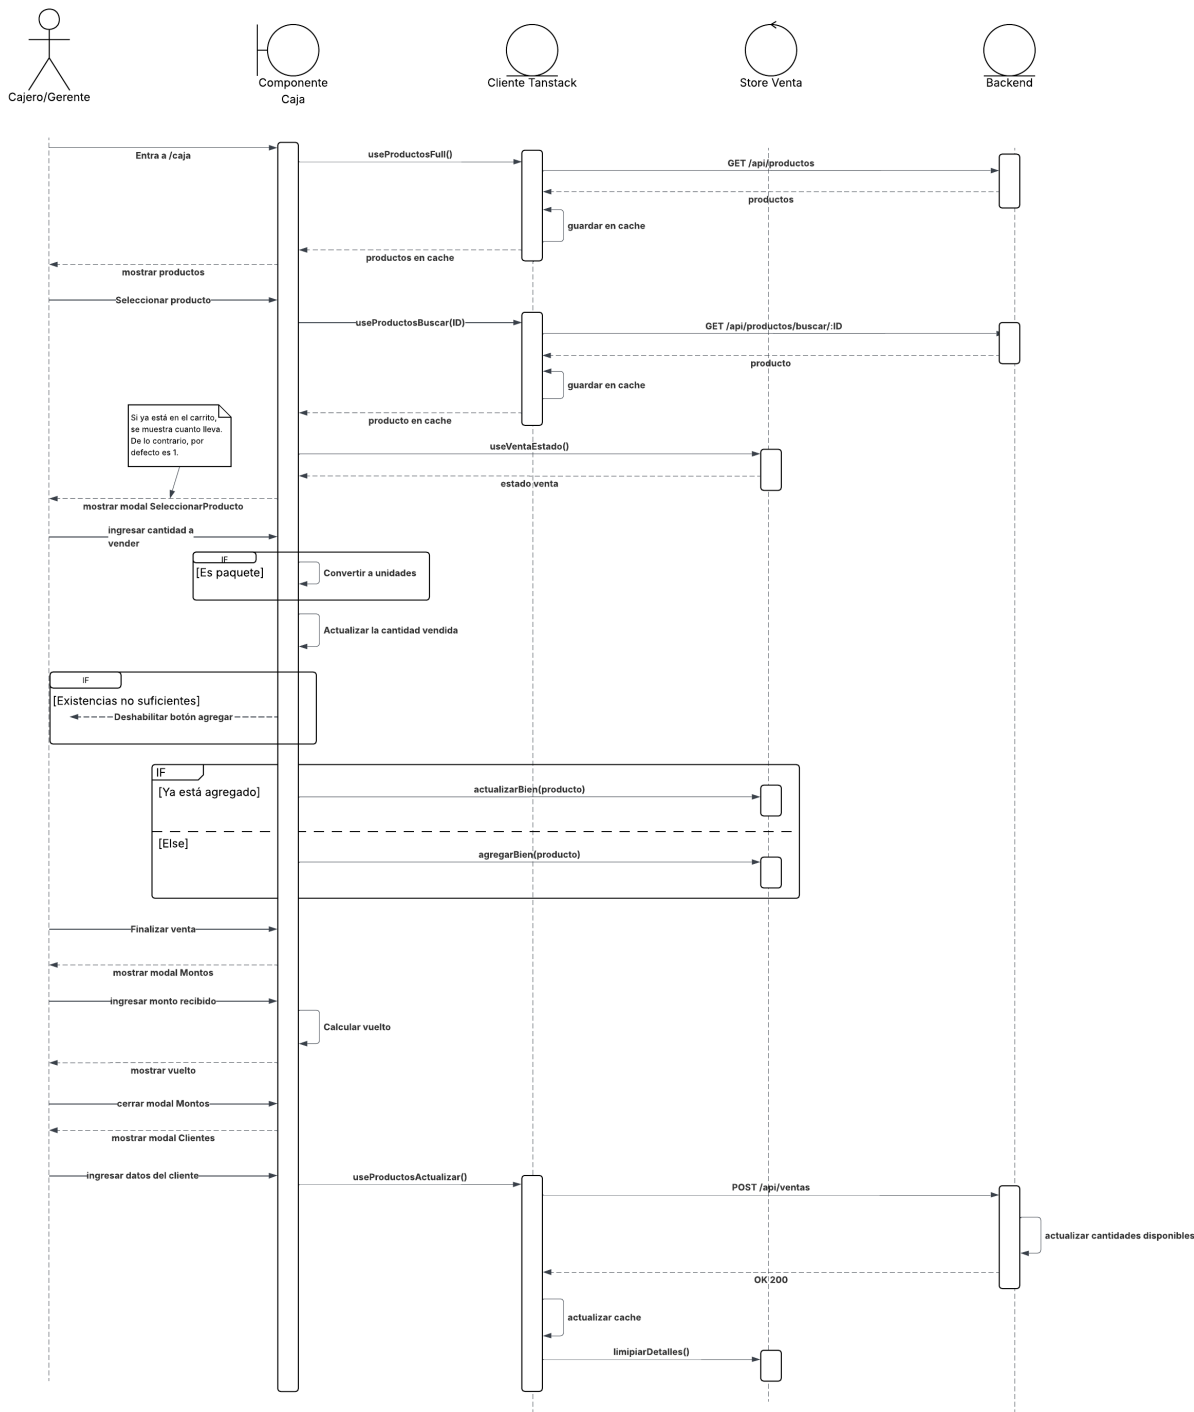 Cajero/Gerente
Componente
Caja
Cliente Tanstack
Store Venta
Backend
Entra a /caja
useProductosFull()
GET /api/productos
productos
guardar en cache
productos en cache
mostrar productos
Seleccionar producto
useProductosBuscar(ID)
GET /api/productos/buscar/:ID
producto
guardar en cache
producto en cache
Si ya está en el carrito,
se muestra cuanto lleva.
De lo contrario, por
defecto es 1.
useVentaEstado()
estado venta
mostrar modal SeleccionarProducto
ingresar cantidad a
vender
IF
[Es paquete]
Convertir a unidades
Actualizar la cantidad vendida
IF
[Existencias no suficientes]
Deshabilitar botón agregar
IF
[Ya está agregado]
actualizarBien(producto)
[Else]
agregarBien(producto)
Finalizar venta
mostrar modal Montos
ingresar monto recibido
Calcular vuelto
mostrar vuelto
cerrar modal Montos
mostrar modal Clientes
ingresar datos del cliente
useProductosActualizar()
POST /api/ventas
actualizar cantidades disponibles
OK 200
actualizar cache
limipiarDetalles()